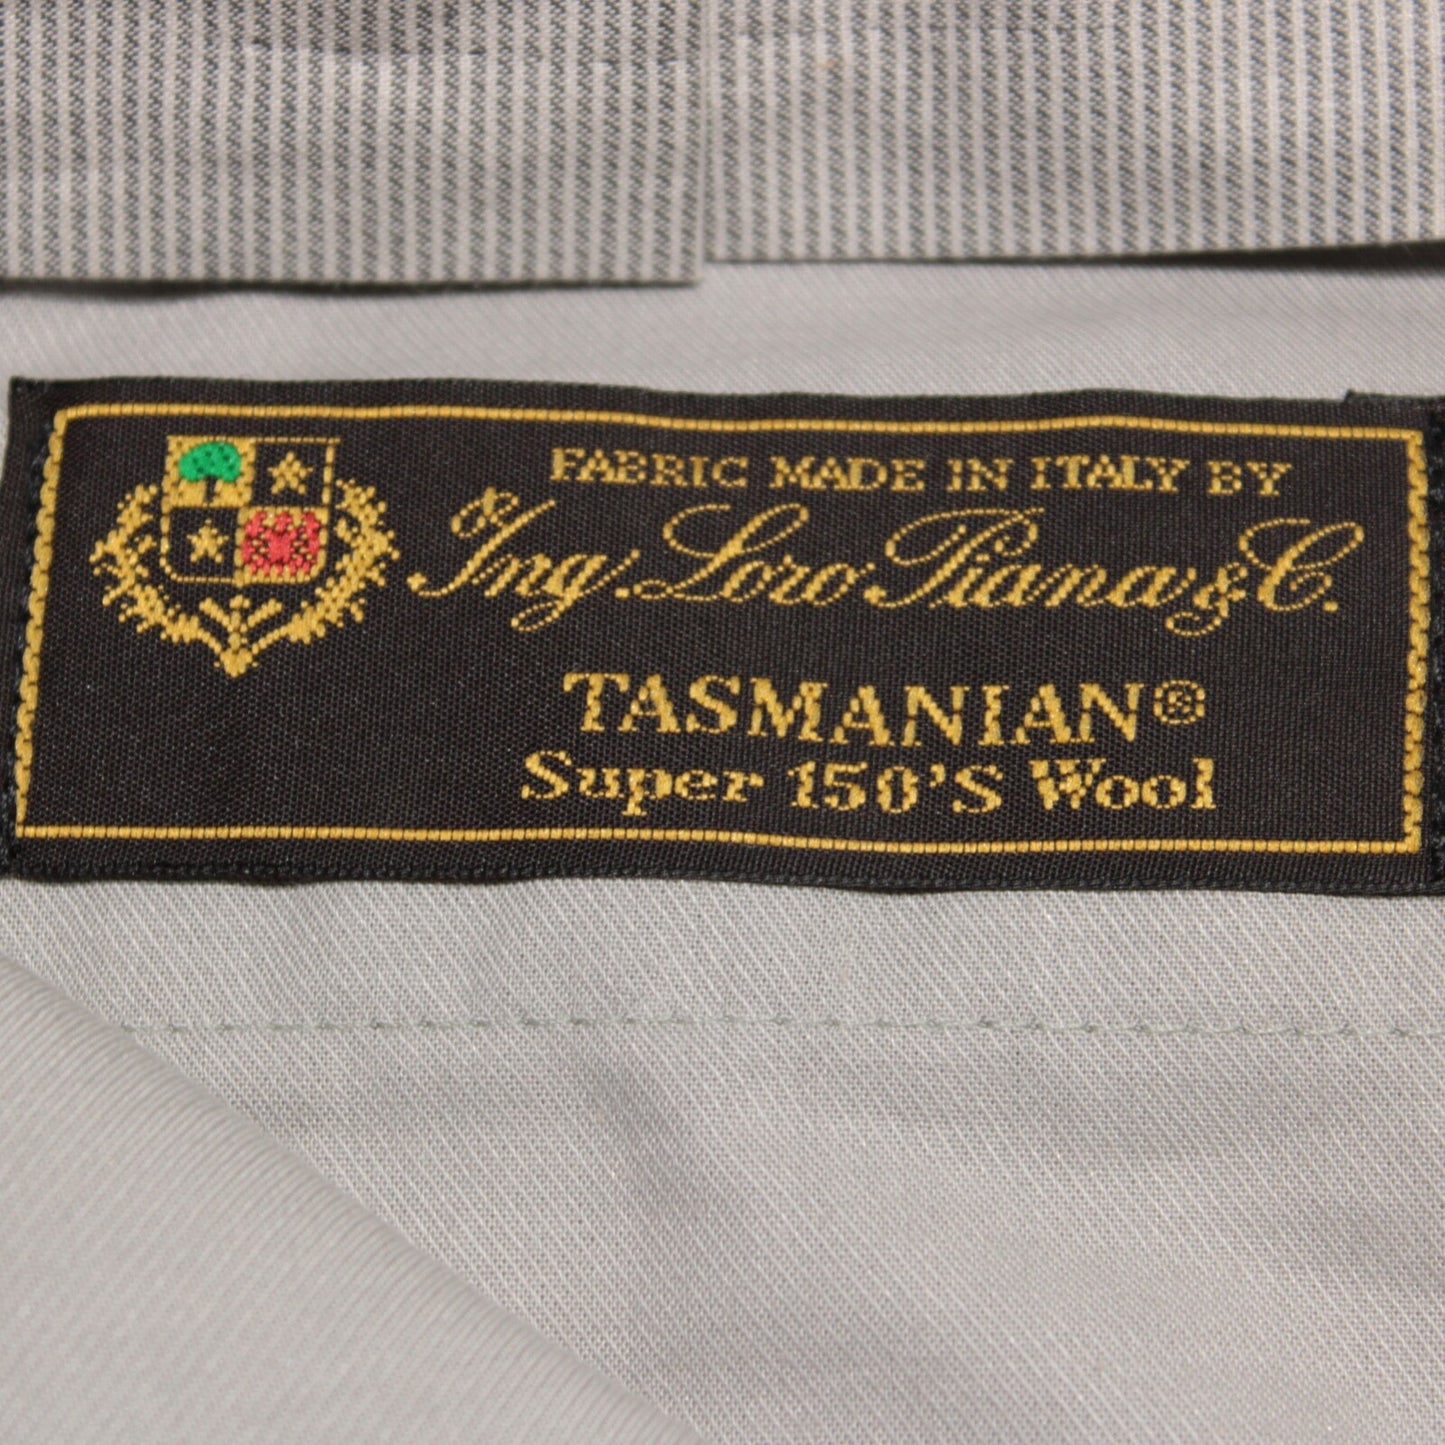 FABRIC MADE IN ITALY BY
Ing. Loro Piana & C.
TASMANIAN®
Super 150'S Wool